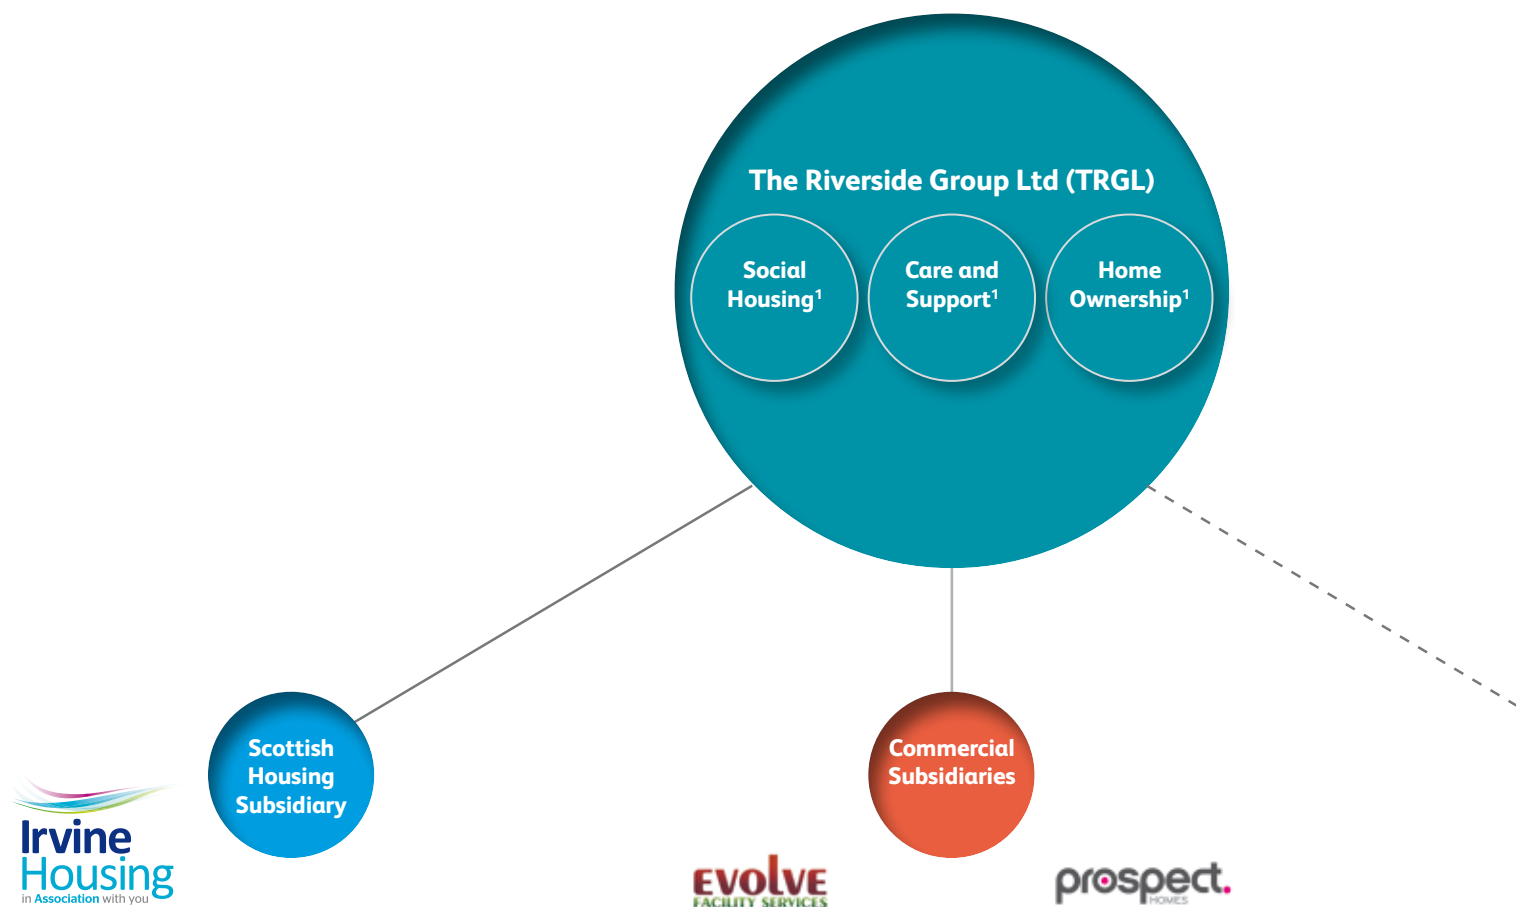 The Riverside Group Ltd (TRGL)
Social
Housing¹
Care and
Support¹
Home
Ownership¹
Scottish
Housing
Subsidiary
Commercial
Subsidiaries
Irvine
Housing
in Association with you
EVOLVE
FACILITY SERVICES
prospect.
HOMES